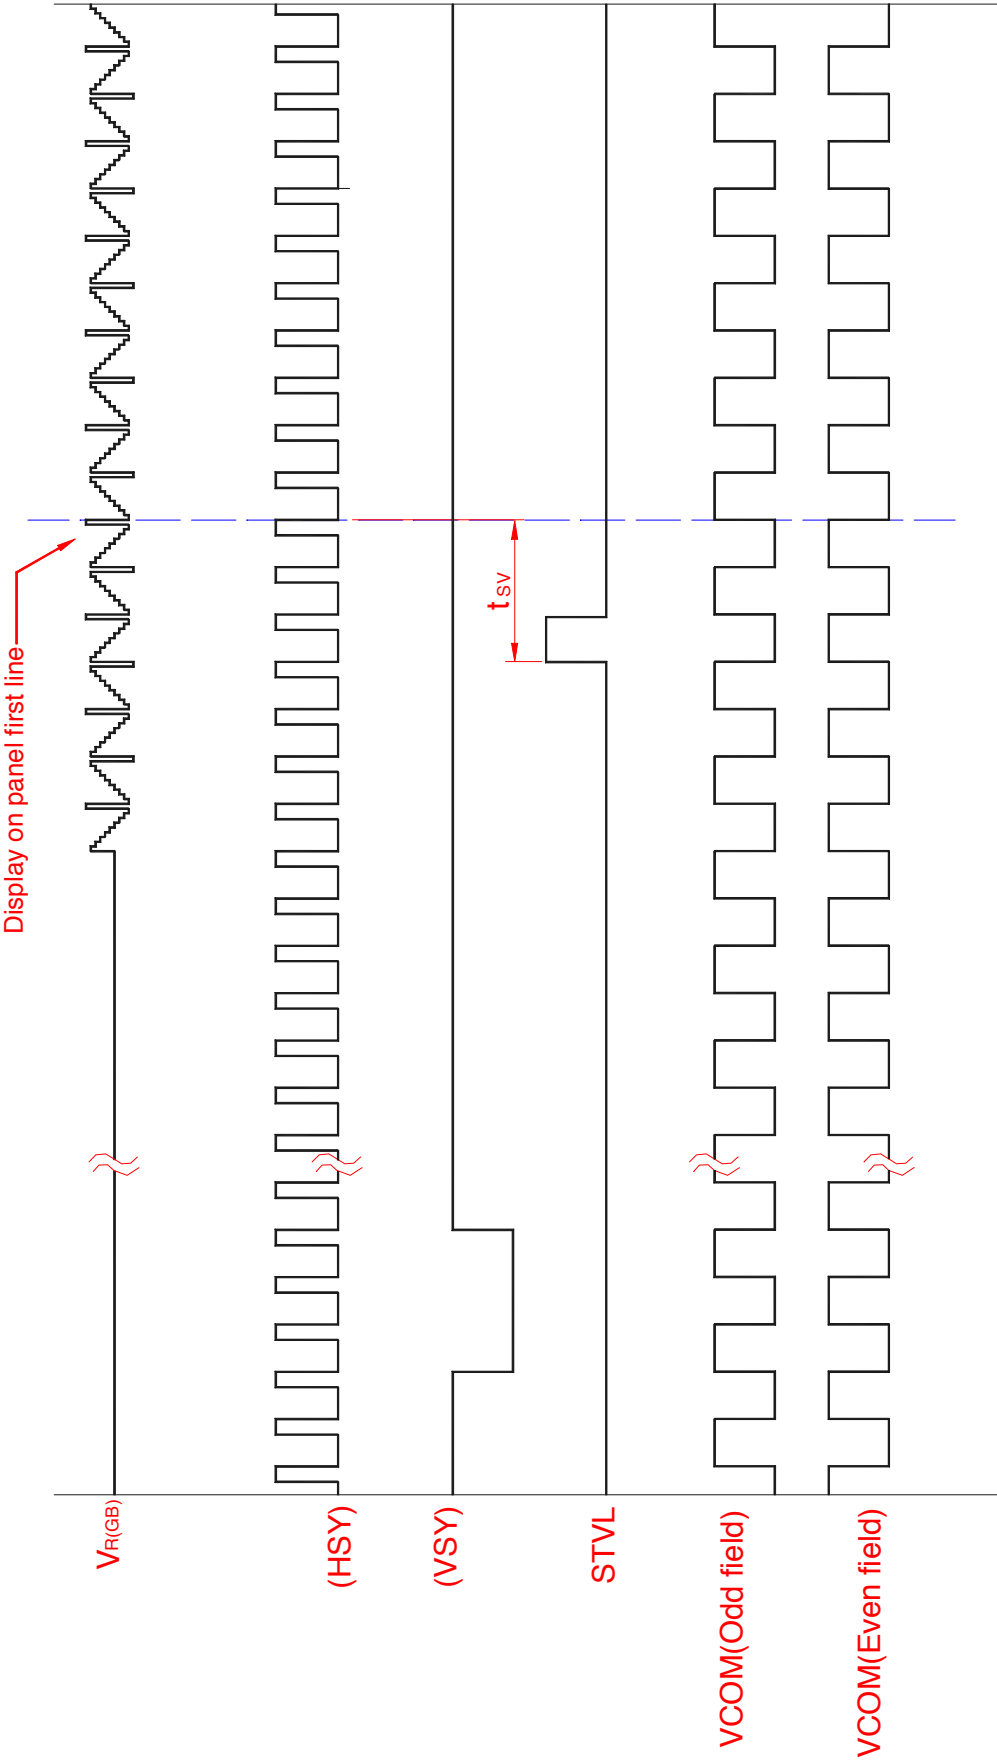 Display on panel first line
tSV
VR(GB)
(HSY)
(VSY)
STVL
VCOM(Odd field)
VCOM(Even field)